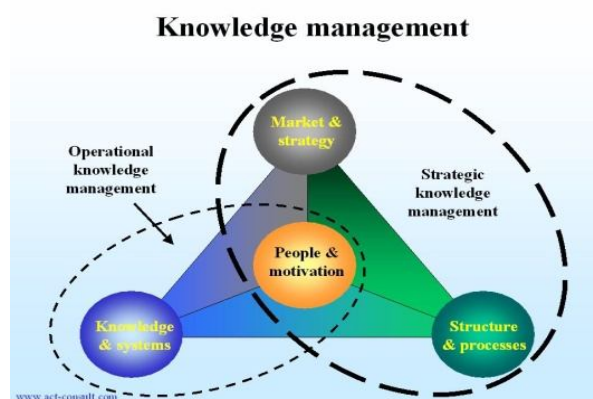 Knowledge management
Market &
strategy
Operational
knowledge
management
Strategic
knowledge
management
People &
motivation
Knowledge
& systems
Structure
& processes
www.act-consult.com